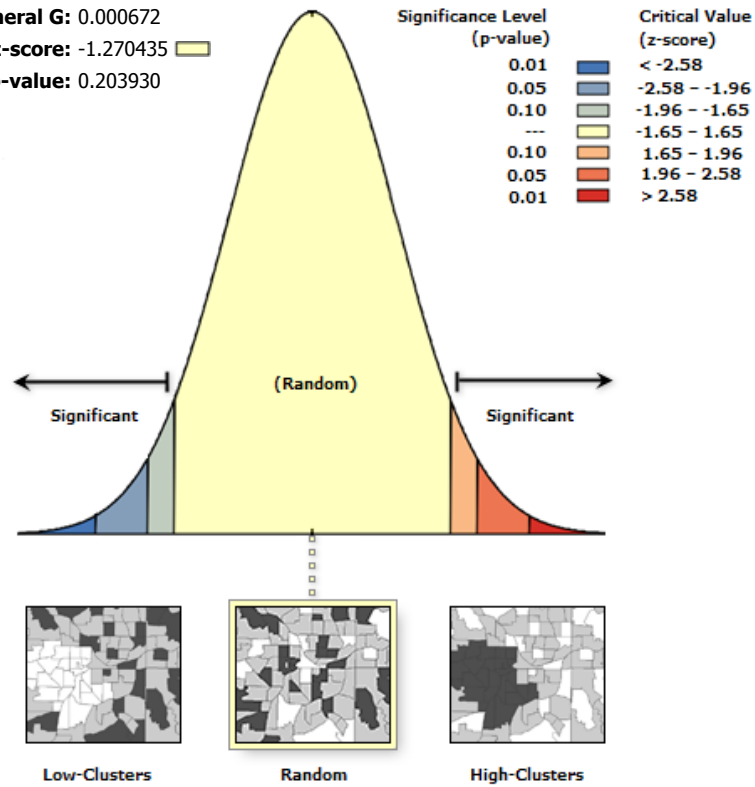 neral G: 0.000672
z-score: -1.270435
p-value: 0.203930
Significance Level
(p-value)
Critical Value
(z-score)
0.01 < -2.58
0.05 -2.58 – -1.96
0.10 -1.96 – -1.65
--- -1.65 – 1.65
0.10 1.65 – 1.96
0.05 1.96 – 2.58
0.01 > 2.58
Significant
(Random)
Significant
Low-Clusters
Random
High-Clusters